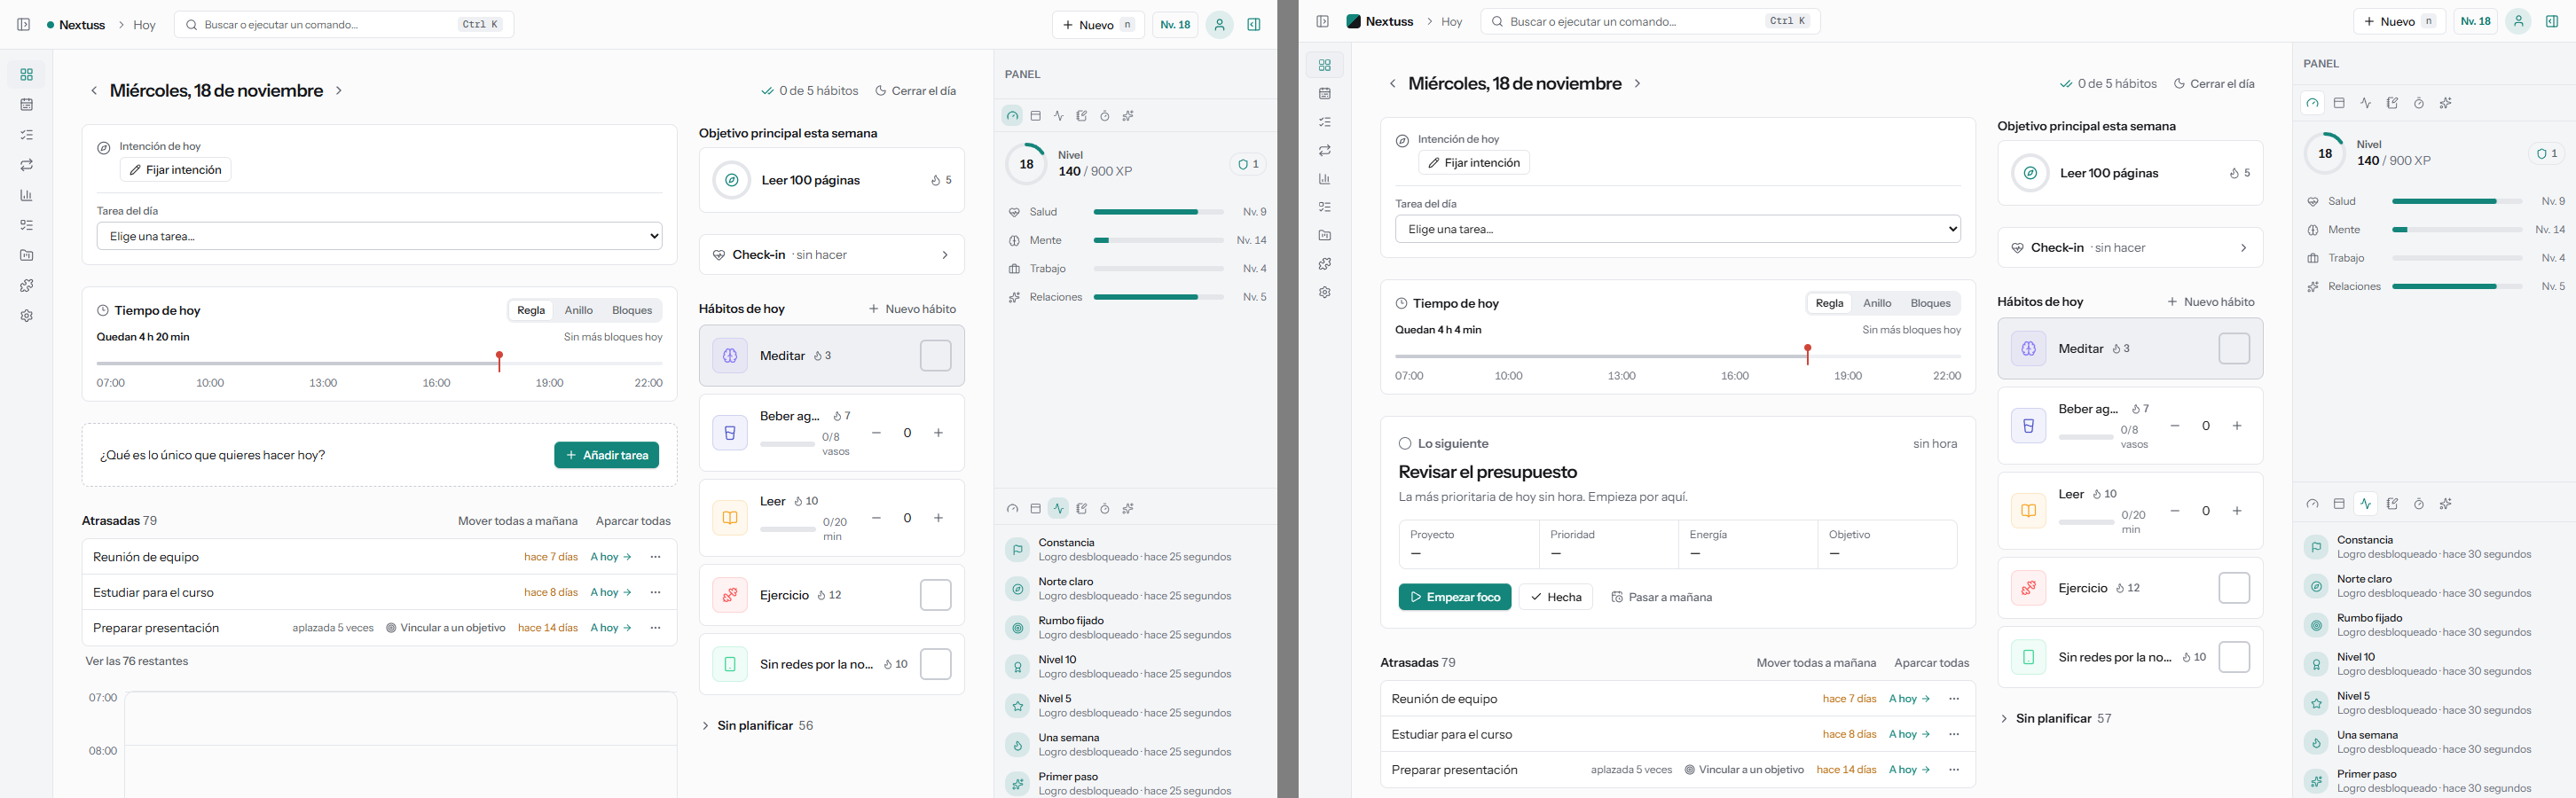 Nextuss > Hoy
Buscar o ejecutar un comando...
Ctrl K
+ Nuevo n
Nv. 18
Miércoles, 18 de noviembre
0 de 5 hábitos
Cerrar el día
Intención de hoy
Fijar intención
Tarea del día
Elige una tarea...
Tiempo de hoy
Regla Anillo Bloques
Quedan 4 h 20 min
Sin más bloques hoy
07:00 10:00 13:00 16:00 19:00 22:00
¿Qué es lo único que quieres hacer hoy?
+ Añadir tarea
Atrasadas 79
Mover todas a mañana Aparcar todas
Reunión de equipo hace 7 días A hoy → ...
Estudiar para el curso hace 8 días A hoy → ...
Preparar presentación aplazada 5 veces Vincular a un objetivo hace 14 días A hoy → ...
Ver las 76 restantes
07:00
08:00
Objetivo principal esta semana
Leer 100 páginas 5
Check-in · sin hacer
Hábitos de hoy + Nuevo hábito
Meditar 3
Beber ag... 7
0/8
vasos
− 0 +
Leer 10
0/20
min
− 0 +
Ejercicio 12
Sin redes por la no... 10
Sin planificar 56
PANEL
18
Nivel
140 / 900 XP
1
Salud Nv. 9
Mente Nv. 14
Trabajo Nv. 4
Relaciones Nv. 5
Constancia
Logro desbloqueado · hace 25 segundos
Norte claro
Logro desbloqueado · hace 25 segundos
Rumbo fijado
Logro desbloqueado · hace 25 segundos
Nivel 10
Logro desbloqueado · hace 25 segundos
Nivel 5
Logro desbloqueado · hace 25 segundos
Una semana
Logro desbloqueado · hace 25 segundos
Primer paso
Logro desbloqueado · hace 25 segundos
Nextuss > Hoy
Buscar o ejecutar un comando...
Ctrl K
+ Nuevo n
Nv. 18
Miércoles, 18 de noviembre
0 de 5 hábitos
Cerrar el día
Intención de hoy
Fijar intención
Tarea del día
Elige una tarea...
Tiempo de hoy
Regla Anillo Bloques
Quedan 4 h 4 min
Sin más bloques hoy
07:00 10:00 13:00 16:00 19:00 22:00
Lo siguiente
sin hora
Revisar el presupuesto
La más prioritaria de hoy sin hora. Empieza por aquí.
Proyecto Prioridad Energía Objetivo
— — — —
Empezar foco
Hecha
Pasar a mañana
Atrasadas 79
Mover todas a mañana Aparcar todas
Reunión de equipo hace 7 días A hoy → ...
Estudiar para el curso hace 8 días A hoy → ...
Preparar presentación aplazada 5 veces Vincular a un objetivo hace 14 días A hoy → ...
Objetivo principal esta semana
Leer 100 páginas 5
Check-in · sin hacer
Hábitos de hoy + Nuevo hábito
Meditar 3
Beber ag... 7
0/8
vasos
− 0 +
Leer 10
0/20
min
− 0 +
Ejercicio 12
Sin redes por la no... 10
Sin planificar 57
PANEL
18
Nivel
140 / 900 XP
1
Salud Nv. 9
Mente Nv. 14
Trabajo Nv. 4
Relaciones Nv. 5
Constancia
Logro desbloqueado · hace 30 segundos
Norte claro
Logro desbloqueado · hace 30 segundos
Rumbo fijado
Logro desbloqueado · hace 30 segundos
Nivel 10
Logro desbloqueado · hace 30 segundos
Nivel 5
Logro desbloqueado · hace 30 segundos
Una semana
Logro desbloqueado · hace 30 segundos
Primer paso
Logro desbloqueado · hace 30 segundos